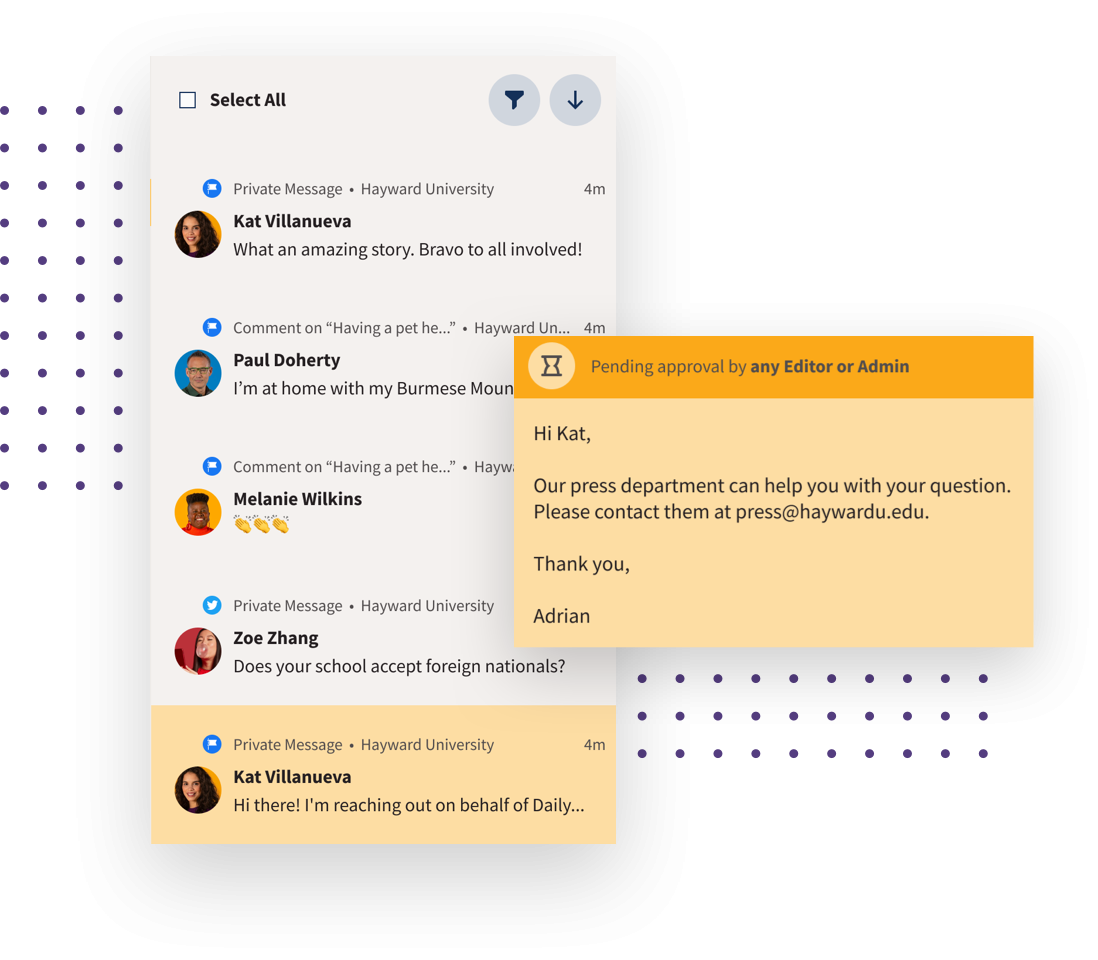 Select All
Private Message • Hayward University 4m
Kat Villanueva
What an amazing story. Bravo to all involved!
Comment on “Having a pet he...” • Hayward Un... 4m
Paul Doherty
I’m at home with my Burmese Moun
Comment on “Having a pet he...” • Hayw
Melanie Wilkins
👏👏👏
Private Message • Hayward University
Zoe Zhang
Does your school accept foreign nationals?
Private Message • Hayward University 4m
Kat Villanueva
Hi there! I'm reaching out on behalf of Daily...
Pending approval by any Editor or Admin
Hi Kat,
Our press department can help you with your question.
Please contact them at press@haywardu.edu.
Thank you,
Adrian